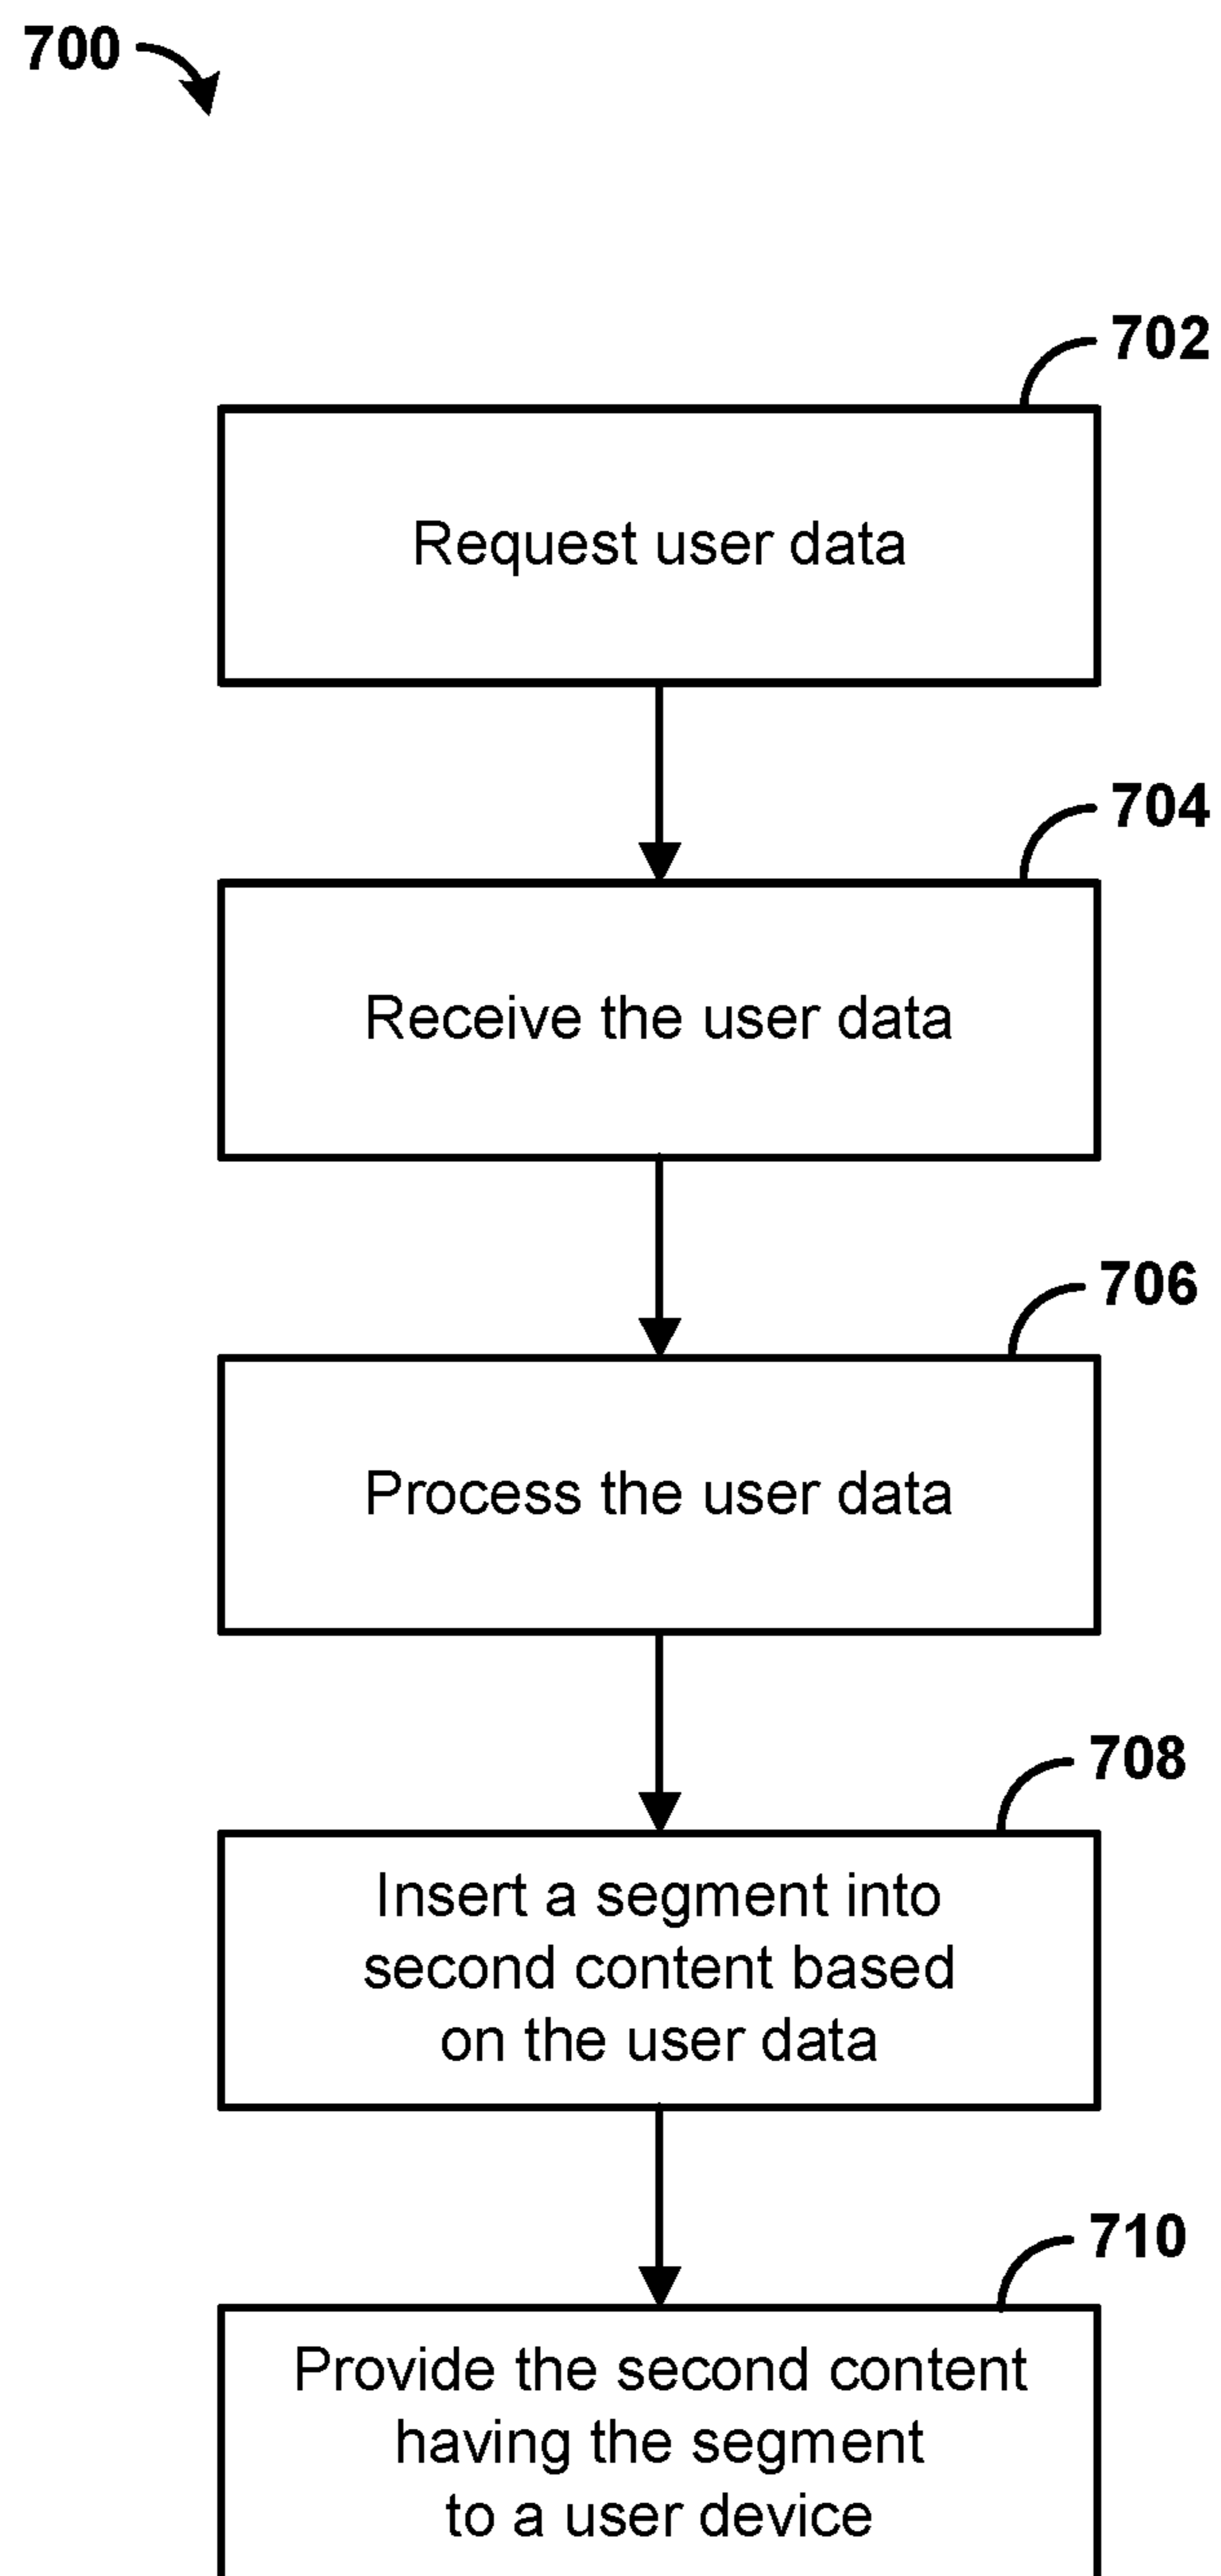 700
702
Request user data
704
Receive the user data
706
Process the user data
708
Insert a segment into
second content based
on the user data
710
Provide the second content
having the segment
to a user device